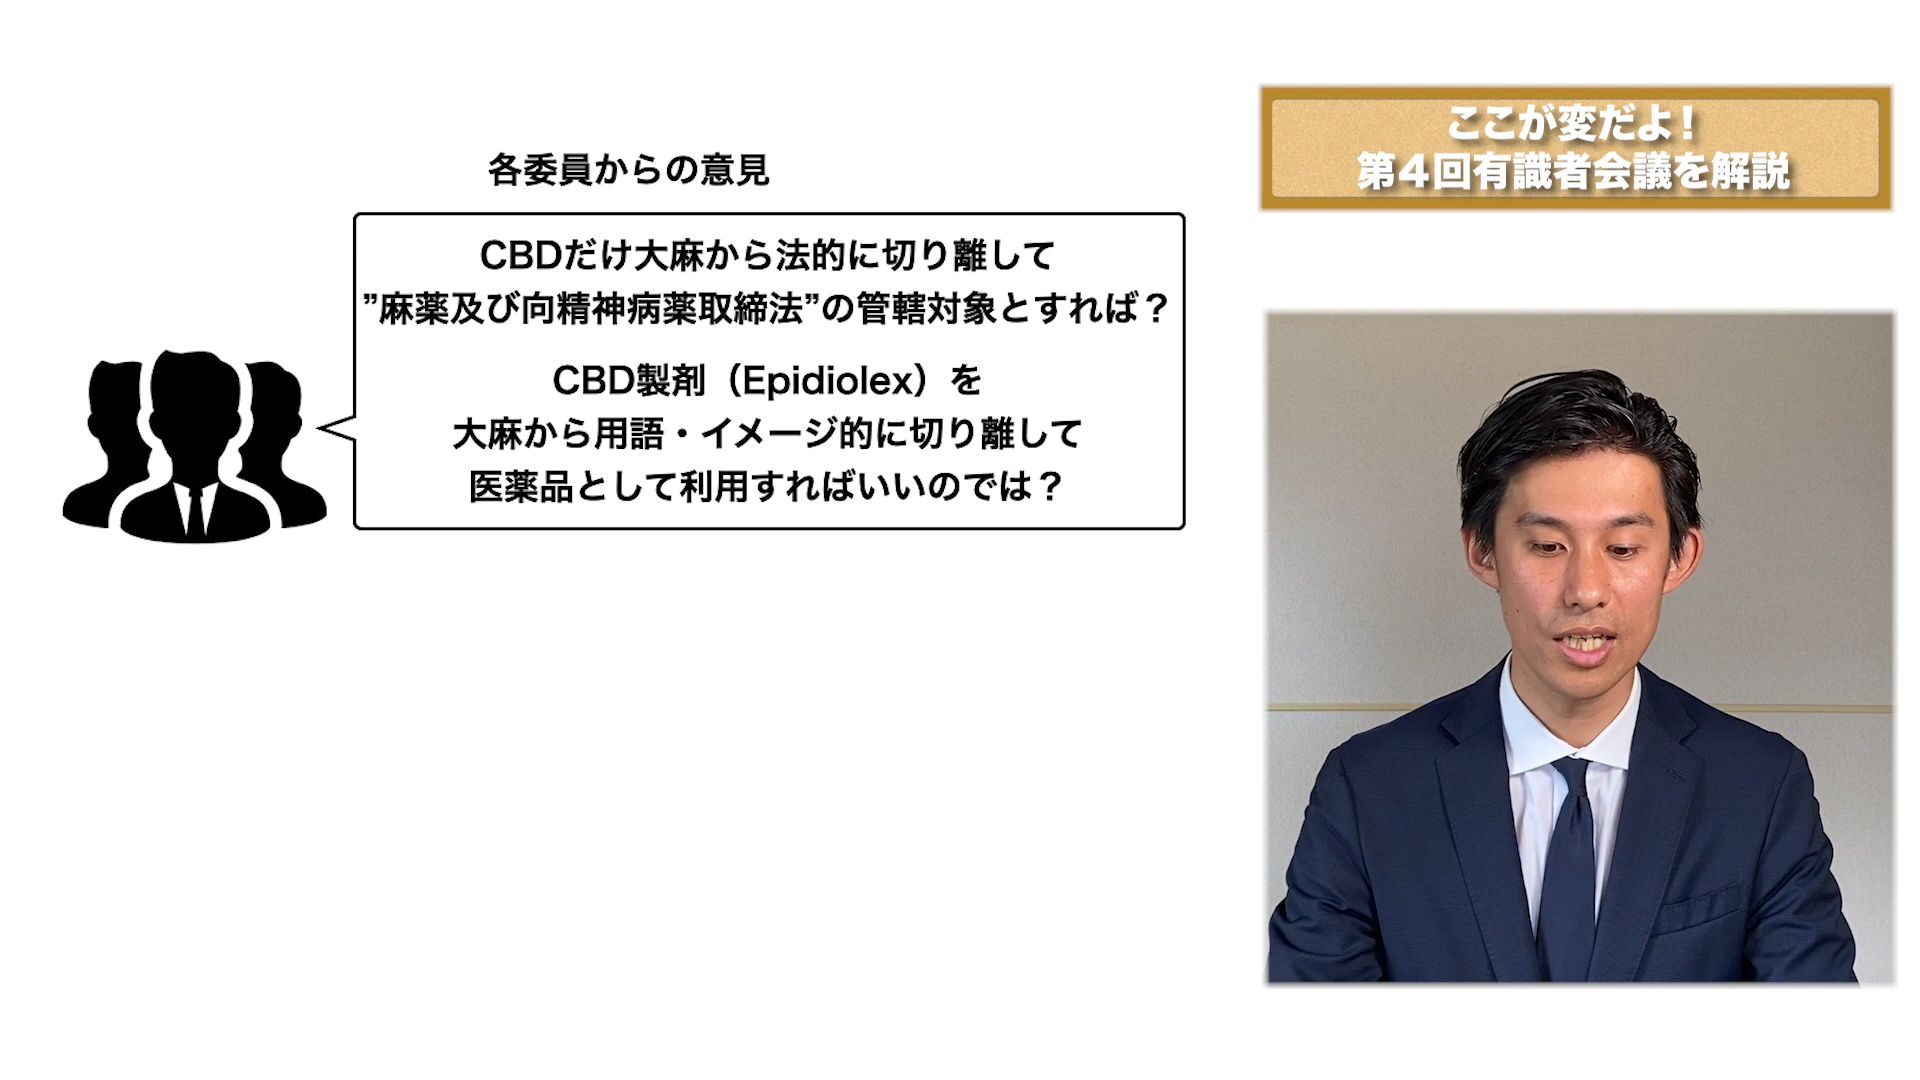 ここが変だよ！
第4回有識者会議を解説
各委員からの意見
CBDだけ大麻から法的に切り離して
”麻薬及び向精神病薬取締法”の管轄対象とすれば？
CBD製剤（Epidiolex）を
大麻から用語・イメージ的に切り離して
医薬品として利用すればいいのでは？